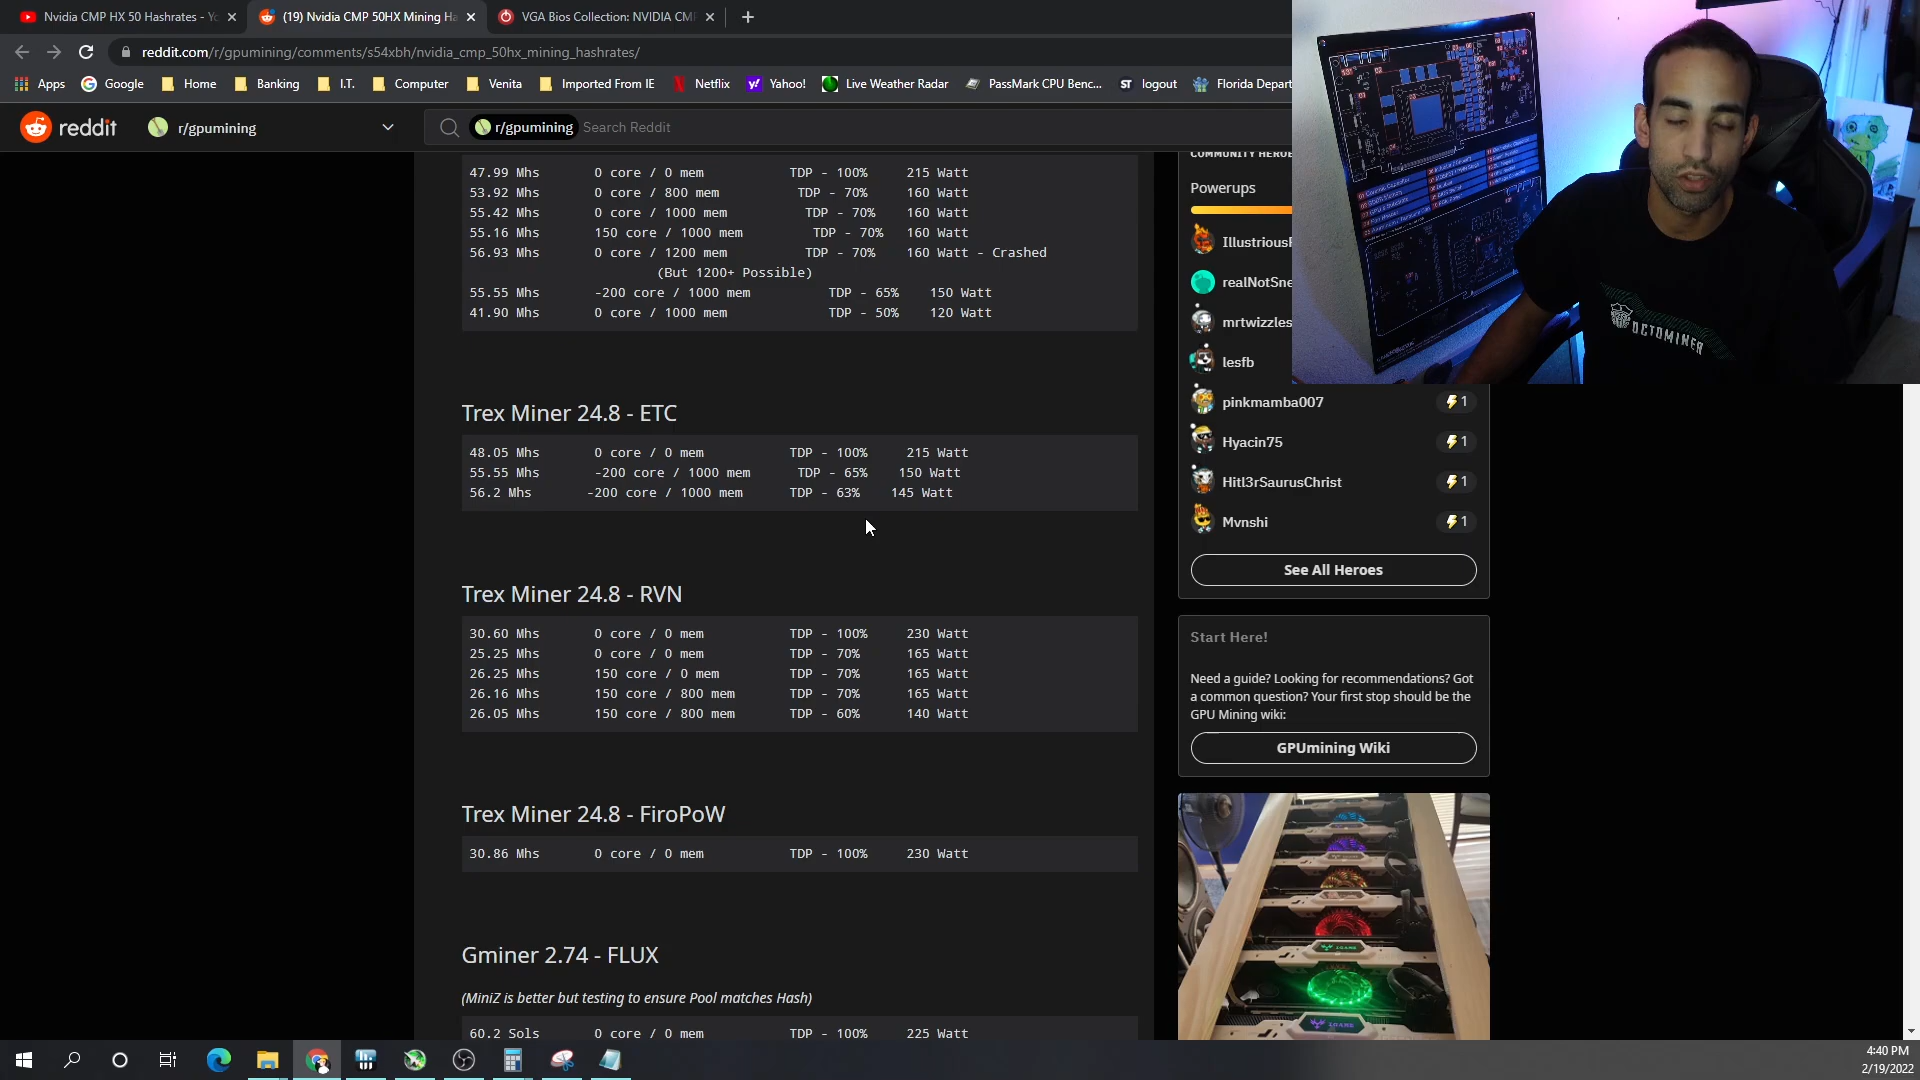 Nvidia CMP HX 50 Hashrates - Yo
(19) Nvidia CMP 50HX Mining Ha
VGA Bios Collection: NVIDIA CM
reddit.com/r/gpumining/comments/s54xbh/nvidia_cmp_50hx_mining_hashrates/
Apps Google Home Banking I.T. Computer Venita Imported From IE Netflix Yahoo! Live Weather Radar PassMark CPU Benc... ST logout Florida Depart
reddit r/gpumining r/gpumining Search Reddit
COMMUNITY HEROE
Powerups
47.99 Mhs 0 core / 0 mem TDP - 100% 215 Watt
53.92 Mhs 0 core / 800 mem TDP - 70% 160 Watt
55.42 Mhs 0 core / 1000 mem TDP - 70% 160 Watt
55.16 Mhs 150 core / 1000 mem TDP - 70% 160 Watt
56.93 Mhs 0 core / 1200 mem TDP - 70% 160 Watt - Crashed
(But 1200+ Possible)
55.55 Mhs -200 core / 1000 mem TDP - 65% 150 Watt
41.90 Mhs 0 core / 1000 mem TDP - 50% 120 Watt
Trex Miner 24.8 - ETC
48.05 Mhs 0 core / 0 mem TDP - 100% 215 Watt
55.55 Mhs -200 core / 1000 mem TDP - 65% 150 Watt
56.2 Mhs -200 core / 1000 mem TDP - 63% 145 Watt
Trex Miner 24.8 - RVN
30.60 Mhs 0 core / 0 mem TDP - 100% 230 Watt
25.25 Mhs 0 core / 0 mem TDP - 70% 165 Watt
26.25 Mhs 150 core / 0 mem TDP - 70% 165 Watt
26.16 Mhs 150 core / 800 mem TDP - 70% 165 Watt
26.05 Mhs 150 core / 800 mem TDP - 60% 140 Watt
Trex Miner 24.8 - FiroPoW
30.86 Mhs 0 core / 0 mem TDP - 100% 230 Watt
Gminer 2.74 - FLUX
(MiniZ is better but testing to ensure Pool matches Hash)
60.2 Sols 0 core / 0 mem TDP - 100% 225 Watt
realNotSne
mrtwizzles
lesfb
pinkmamba007 1
Hyacin75 1
Hitl3rSaurusChrist 1
Mvnshi 1
See All Heroes
Start Here!
Need a guide? Looking for recommendations? Got
a common question? Your first stop should be the
GPU Mining wiki:
GPUmining Wiki
OCTOMINER
4:40 PM
2/19/2022